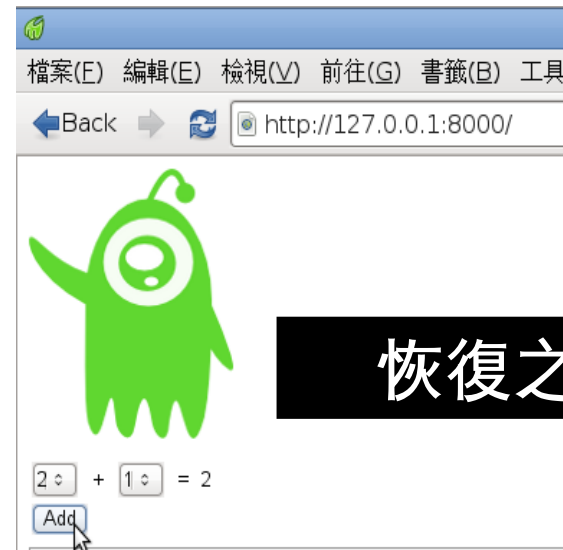 檔案(F) 編輯(E) 檢視(V) 前往(G) 書籤(B) 工具
Back http://127.0.0.1:8000/
恢復之
2 + 1 = 2
Add